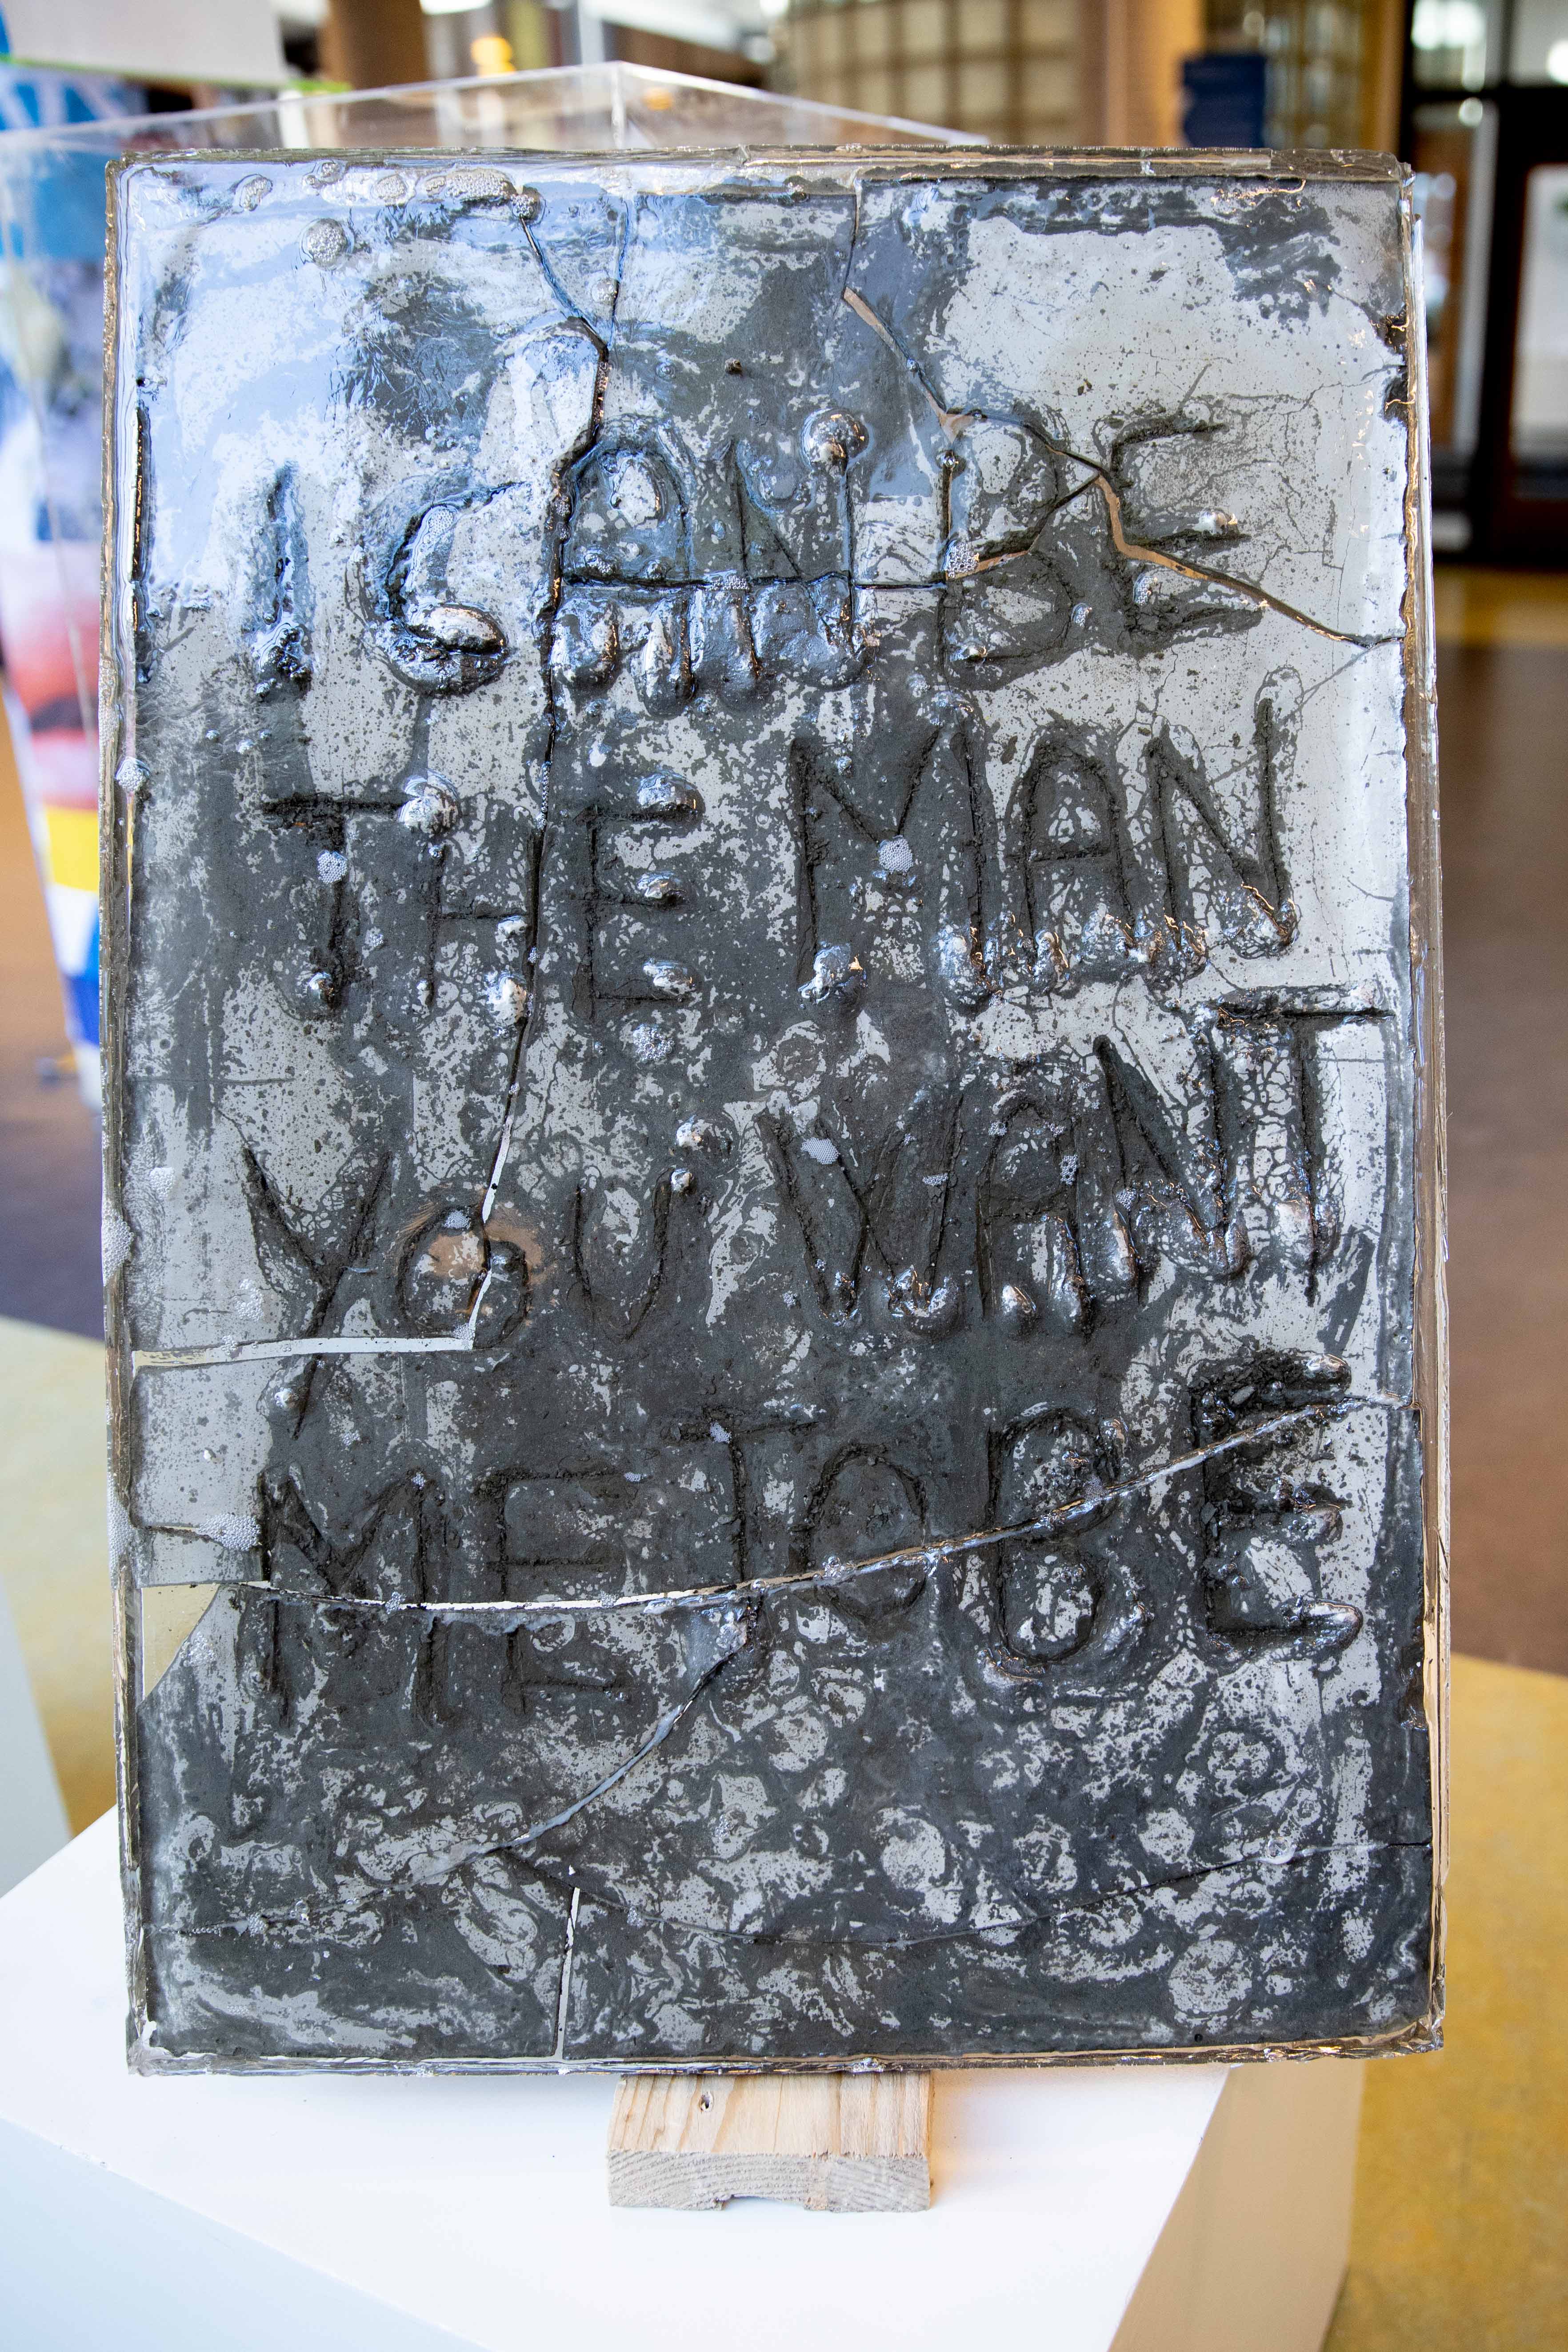 I CAN BE
THE MAN
YOU WANT
ME TO BE